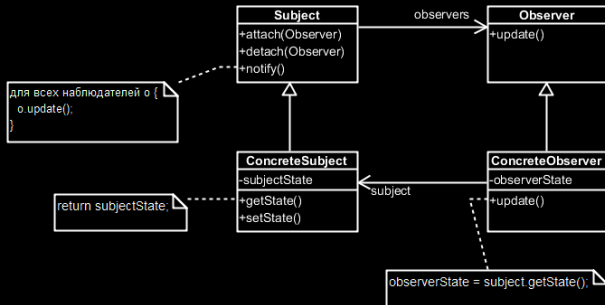 Subject
+attach(Observer)
+detach(Observer)
+notify()
observers
Observer
+update()
для всех наблюдателей о {
о.update();
}
ConcreteSubject
-subjectState
+getState()
+setState()
subject
ConcreteObserver
-observerState
+update()
return subjectState;
observerState = subject.getState();